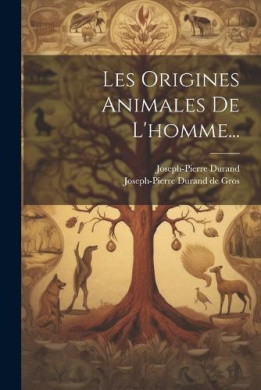 Les Origines
Animales De
L'homme...
Joseph-Pierre Durand
Joseph-Pierre Durand de Gros